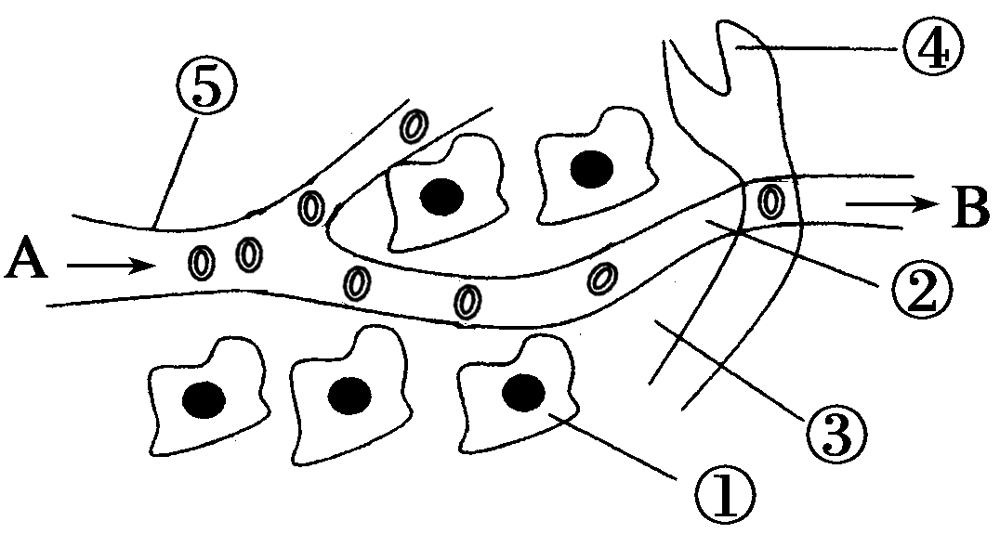 ④
⑤
B
A
②
③
①